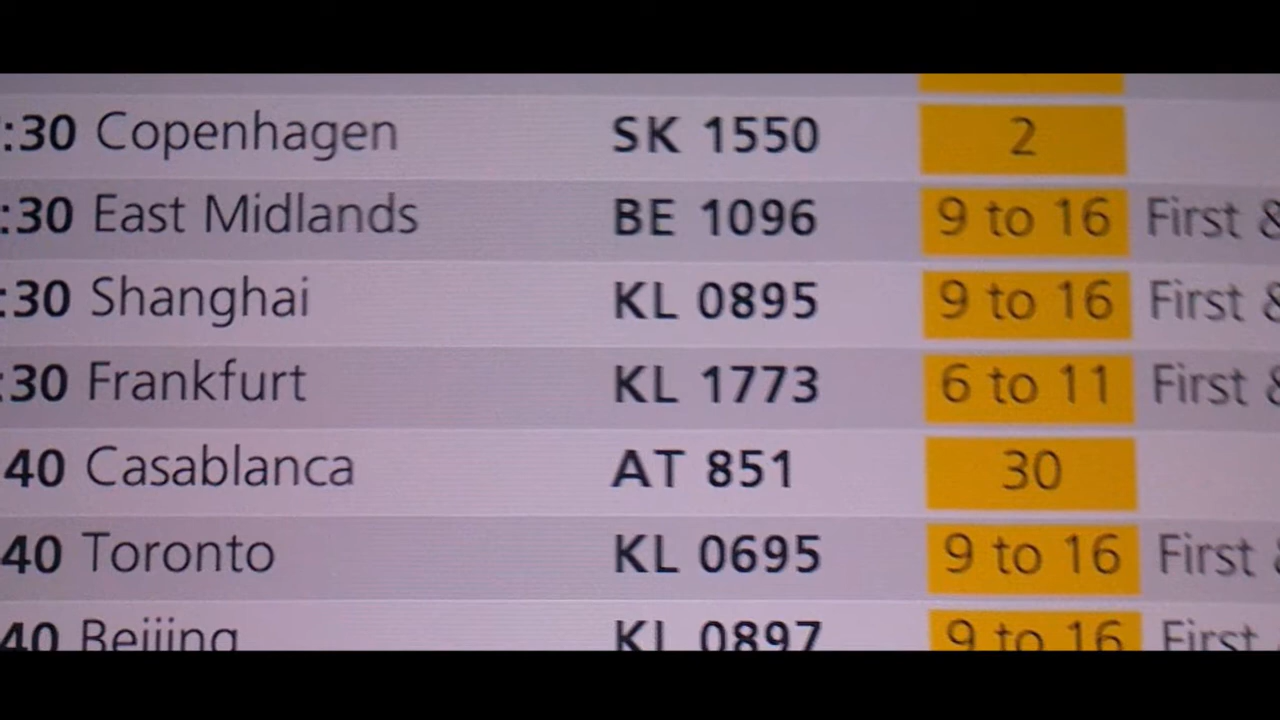 :30 Copenhagen SK 1550 2
:30 East Midlands BE 1096 9 to 16 First &
:30 Shanghai KL 0895 9 to 16 First &
:30 Frankfurt KL 1773 6 to 11 First &
40 Casablanca AT 851 30
40 Toronto KL 0695 9 to 16 First &
40 Beijing KL 0897 9 to 16 First